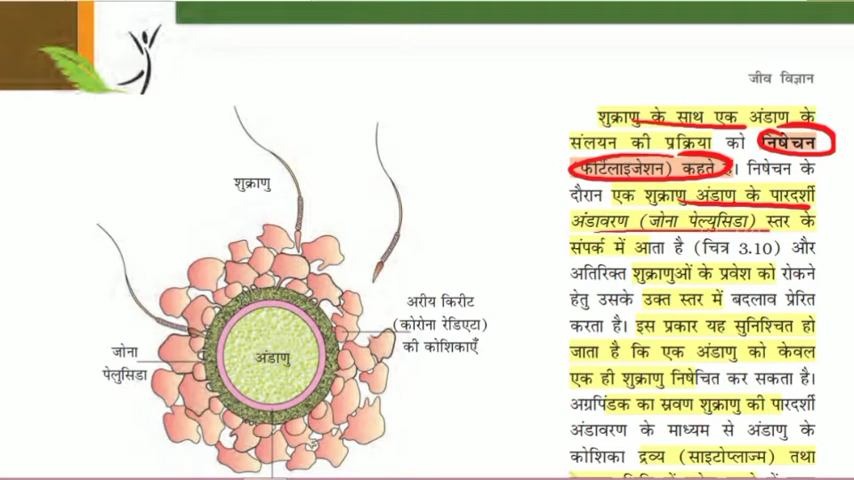 जीव विज्ञान
शुक्राणु
अरीय किरीट
(कोरोना रेडिएटा)
की कोशिकाएँ
जोना
पेलुसिडा
अंडाणु
शुक्राणु के साथ एक अंडाणु के
संलयन की प्रक्रिया को निषेचन
(फर्टिलाइजेशन) कहते हैं। निषेचन के
दौरान एक शुक्राणु अंडाणु के पारदर्शी
अंडावरण (जोना पेल्युसिडा) स्तर के
संपर्क में आता है (चित्र 3.10) और
अतिरिक्त शुक्राणुओं के प्रवेश को रोकने
हेतु उसके उक्त स्तर में बदलाव प्रेरित
करता है। इस प्रकार यह सुनिश्चित हो
जाता है कि एक अंडाणु को केवल
एक ही शुक्राणु निषेचित कर सकता है।
अग्रपिंडक का स्रवण शुक्राणु की पारदर्शी
अंडावरण के माध्यम से अंडाणु के
कोशिका द्रव्य (साइटोप्लाज्म) तथा